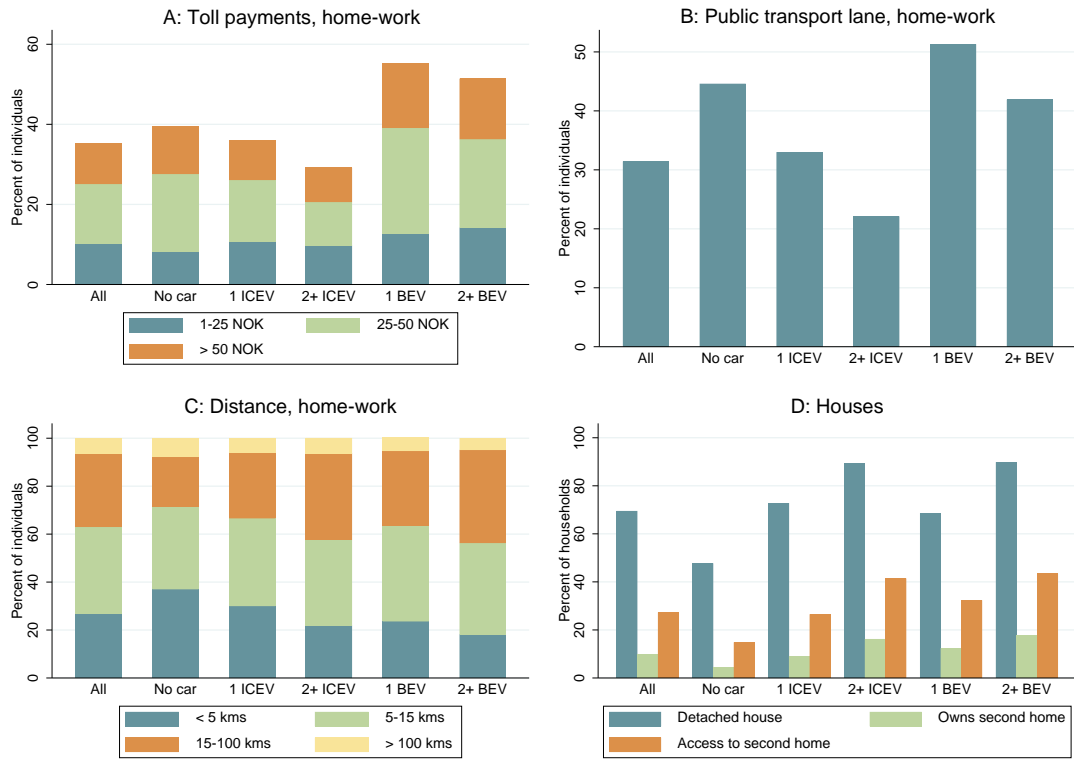 A: Toll payments, home-work
Percent of individuals
0 20 40 60
All No car 1 ICEV 2+ ICEV 1 BEV 2+ BEV
1-25 NOK 25-50 NOK
> 50 NOK
B: Public transport lane, home-work
Percent of individuals
0 10 20 30 40 50
All No car 1 ICEV 2+ ICEV 1 BEV 2+ BEV
C: Distance, home-work
Percent of individuals
0 20 40 60 80 100
All No car 1 ICEV 2+ ICEV 1 BEV 2+ BEV
< 5 kms 5-15 kms
15-100 kms > 100 kms
D: Houses
Percent of households
0 20 40 60 80 100
All No car 1 ICEV 2+ ICEV 1 BEV 2+ BEV
Detached house Owns second home
Access to second home